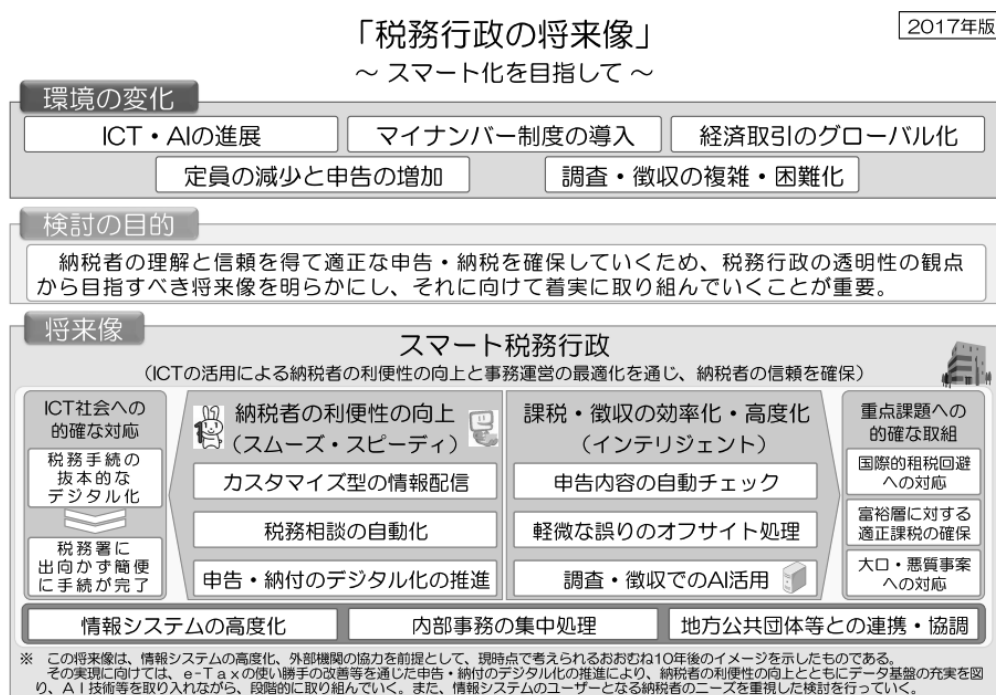 「税務行政の将来像」
2017年版
～ スマート化を目指して ～
環境の変化
ICT・AIの進展
マイナンバー制度の導入
経済取引のグローバル化
定員の減少と申告の増加
調査・徴収の複雑・困難化
検討の目的
納税者の理解と信頼を得て適正な申告・納税を確保していくため、税務行政の透明性の観点
から目指すべき将来像を明らかにし、それに向けて着実に取り組んでいくことが重要。
将来像
スマート税務行政
（ICTの活用による納税者の利便性の向上と事務運営の最適化を通じ、納税者の信頼を確保）
ICT社会への
的確な対応
税務手続の
抜本的な
デジタル化
税務署に
出向かず簡便
に手続が完了
納税者の利便性の向上
（スムーズ・スピーディ）
カスタマイズ型の情報配信
税務相談の自動化
申告・納付のデジタル化の推進
課税・徴収の効率化・高度化
（インテリジェント）
申告内容の自動チェック
軽微な誤りのオフサイト処理
調査・徴収でのAI活用
重点課題への
的確な取組
国際的租税回避
への対応
富裕層に対する
適正課税の確保
大口・悪質事案
への対応
情報システムの高度化
内部事務の集中処理
地方公共団体等との連携・協調
※　この将来像は、情報システムの高度化、外部機関の協力を前提として、現時点で考えられるおおむね10年後のイメージを示したものである。
その実現に向けては、e-Taxの使い勝手の改善等を通じた申告・納付のデジタル化の推進により、納税者の利便性の向上とともにデータ基盤の充実を図
り、AI技術等を取り入れながら、段階的に取り組んでいく。また、情報システムのユーザーとなる納税者のニーズを重視した検討を行っていく。